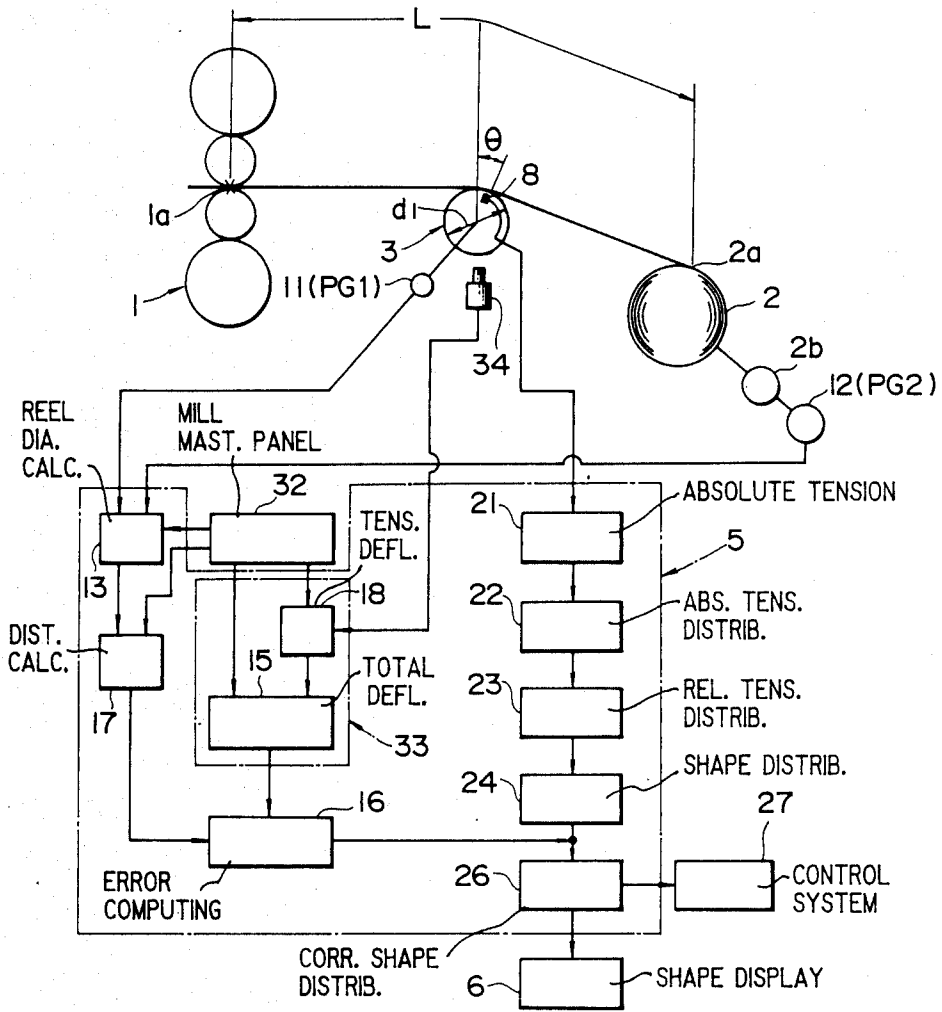 L
θ
8
1a
d1
3
2a
1
11(PG1)
2
34
2b
12(PG2)
REEL
DIA.
CALC.
MILL
MAST. PANEL
32
21
ABSOLUTE TENSION
TENS.
DEFL.
5
13
18
22
ABS. TENS.
DISTRIB.
DIST.
CALC.
15
TOTAL
DEFL.
23
REL. TENS.
DISTRIB.
17
33
24
SHAPE DISTRIB.
16
27
ERROR
COMPUTING
26
CONTROL
SYSTEM
CORR. SHAPE
DISTRIB.
6
SHAPE DISPLAY